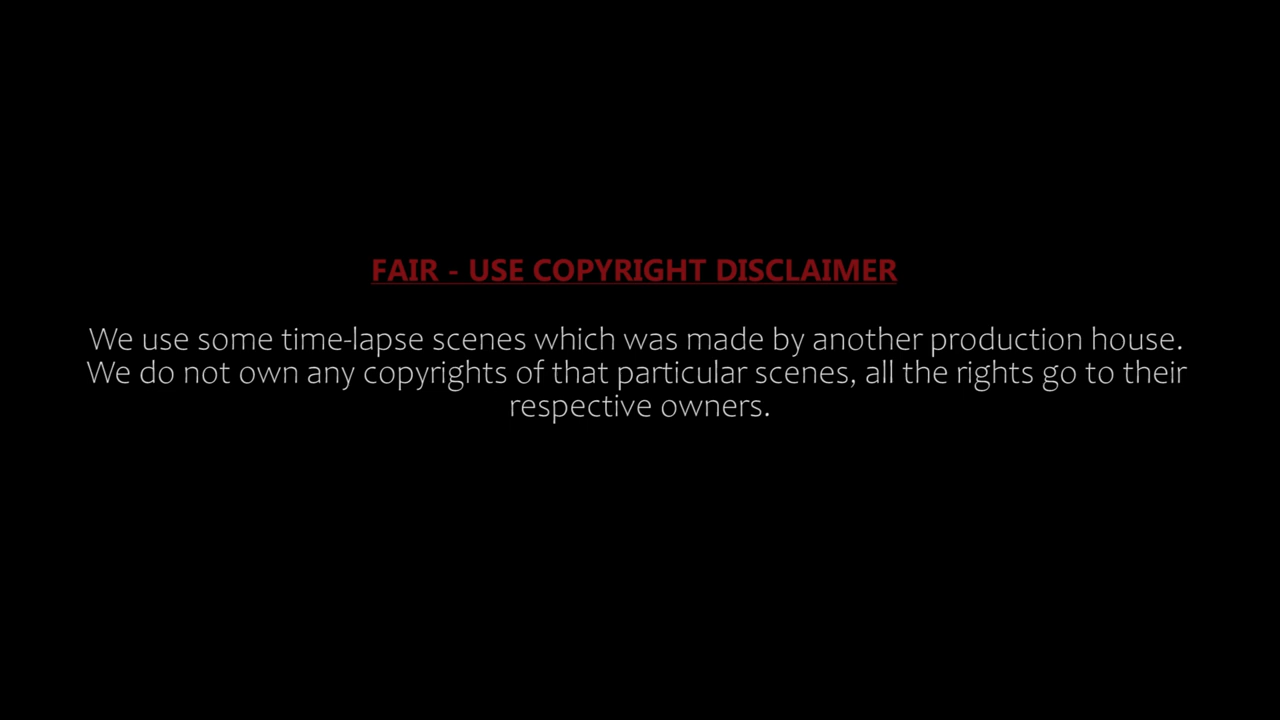 FAIR - USE COPYRIGHT DISCLAIMER
We use some time-lapse scenes which was made by another production house.
We do not own any copyrights of that particular scenes, all the rights go to their
respective owners.